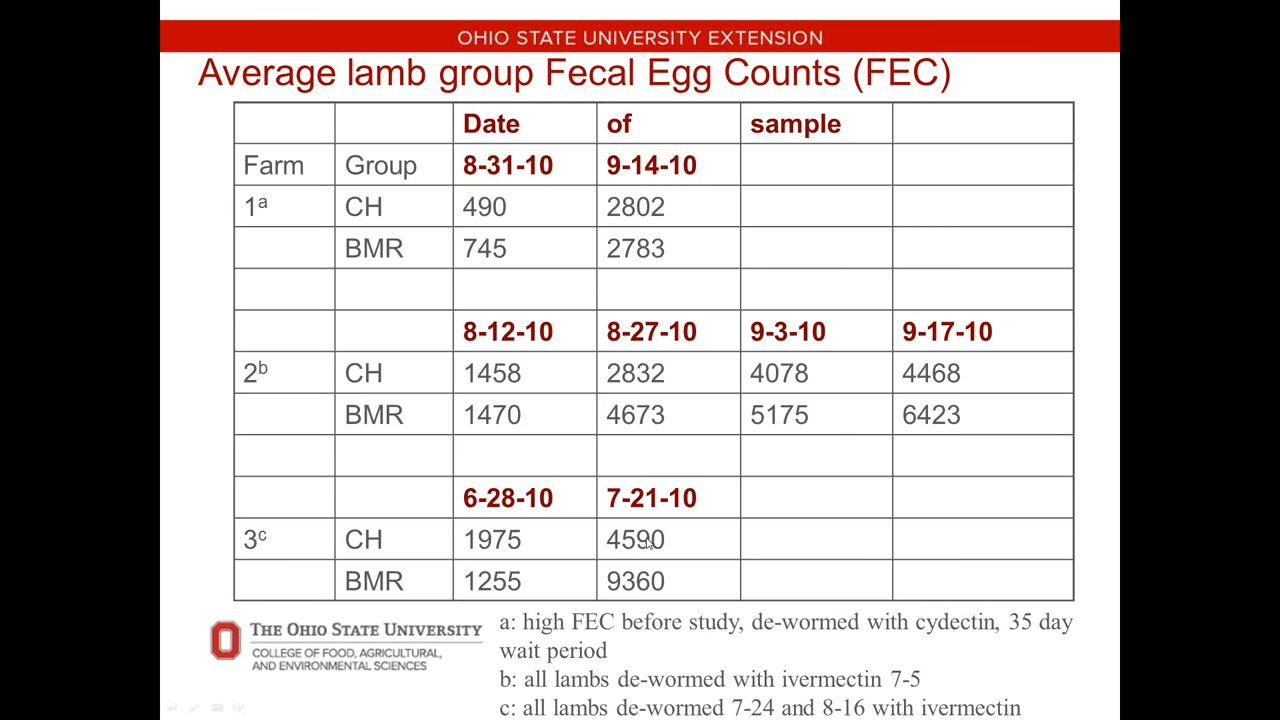 OHIO STATE UNIVERSITY EXTENSION
Average lamb group Fecal Egg Counts (FEC)
Date of sample
Farm Group 8-31-10 9-14-10
1ª CH 490 2802
BMR 745 2783
8-12-10 8-27-10 9-3-10 9-17-10
2ᵇ CH 1458 2832 4078 4468
BMR 1470 4673 5175 6423
6-28-10 7-21-10
3ᶜ CH 1975 4590
BMR 1255 9360
THE OHIO STATE UNIVERSITY
COLLEGE OF FOOD, AGRICULTURAL,
AND ENVIRONMENTAL SCIENCES
a: high FEC before study, de-wormed with cydectin, 35 day
wait period
b: all lambs de-wormed with ivermectin 7-5
c: all lambs de-wormed 7-24 and 8-16 with ivermectin